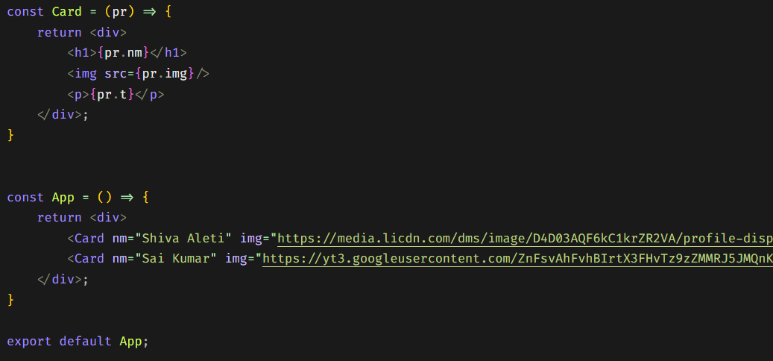 const Card = (pr) => {
    return <div>
        <h1>{pr.nm}</h1>
        <img src={pr.img}/>
        <p>{pr.t}</p>
    </div>;
}
const App = () => {
    return <div>
        <Card nm="Shiva Aleti" img="https://media.licdn.com/dms/image/D4D03AQF6kC1krZR2VA/profile-disp
        <Card nm="Sai Kumar" img="https://yt3.googleusercontent.com/ZnFsvAhFvhBIrtX3FHvTz9zZMMRJ5JMQnK
    </div>;
}
export default App;